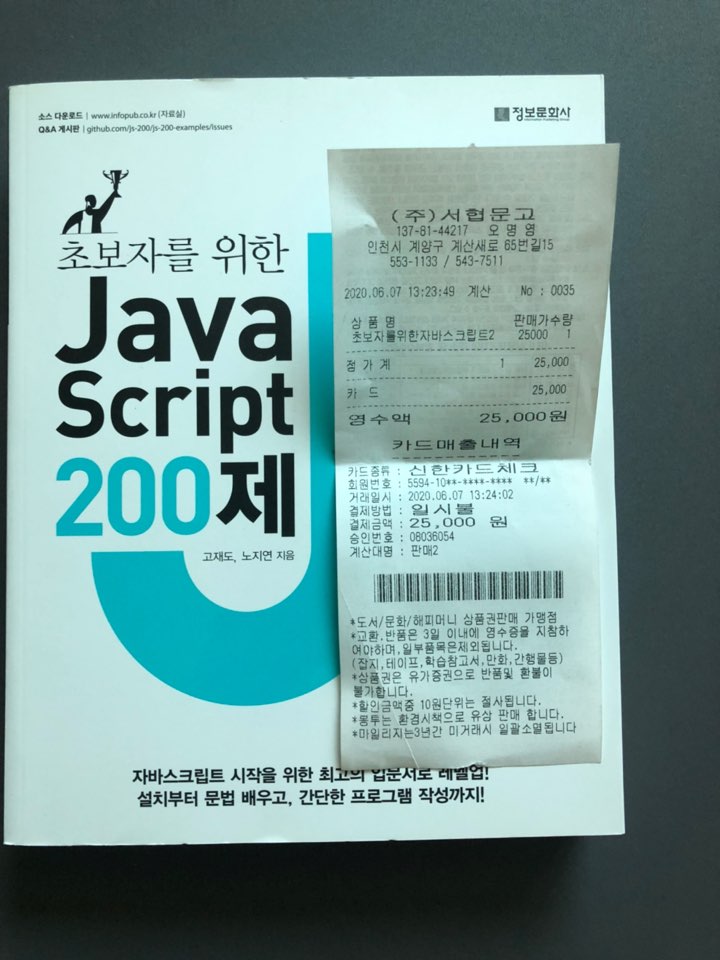 소스 다운로드 | www.infopub.co.kr (자료실)
Q&A 게시판 | github.com/js-200/js-200-examples/issues
정보문화사
초보자를 위한
Java
Script
200제
고재도, 노지연 지음
자바스크립트 시작을 위한 최고의 입문서로 레벨업!
설치부터 문법 배우고, 간단한 프로그램 작성까지!
(주)서협문고
137-81-44217 오명영
인천시 계양구 계산새로 65번길15
553-1133 / 543-7511
2020.06.07 13:23:49 계산 No : 0035
상품명 판매가수량
초보자를위한자바스크립트2 25000 1
정가계 1 25,000
카드 25,000
영수액 25,000원
카드매출내역
카드종류 : 신한카드체크
회원번호 : 5594-10**-****-**** **/**
거래일시 : 2020.06.07 13:24:02
결제방법 : 일시불
결제금액 : 25,000 원
승인번호 : 08036054
계산대명 : 판매2
*도서/문화/해피머니 상품권판매 가맹점
*교환,반품은 3일 이내에 영수증을 지참하
여야하며,일부품목은제외됩니다.
(잡지,테이프,학습참고서,만화,간행물등)
*상품권은 유가증권으로 반품및 환불이
불가합니다.
*할인금액중 10원단위는 절사됩니다.
*봉투는 환경시책으로 유상 판매 합니다.
*마일리지는3년간 미거래시 일괄소멸됩니다